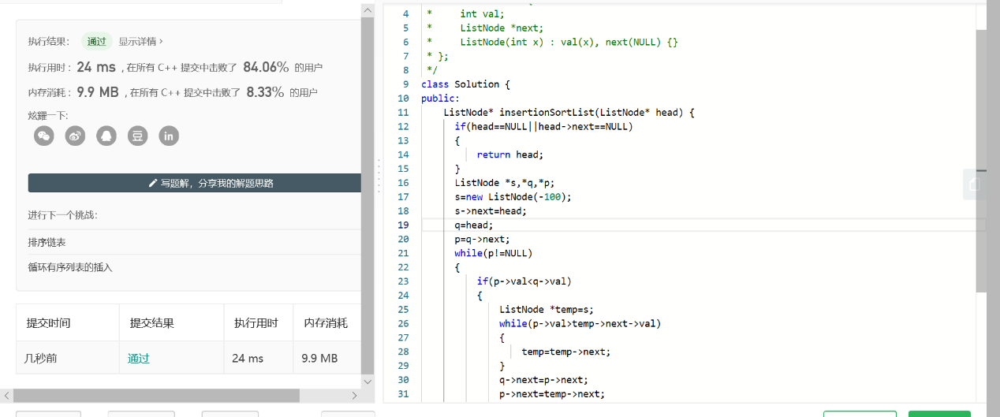 执行结果： 通过 显示详情 ›
执行用时： 24 ms , 在所有 C++ 提交中击败了 84.06% 的用户
内存消耗： 9.9 MB , 在所有 C++ 提交中击败了 8.33% 的用户
炫耀一下:
写题解，分享我的解题思路
进行下一个挑战：
排序链表
循环有序列表的插入
提交时间 提交结果 执行用时 内存消耗
几秒前 通过 24 ms 9.9 MB
4 *     int val;
5 *     ListNode *next;
6 *     ListNode(int x) : val(x), next(NULL) {}
7 * };
8 */
9 class Solution {
10 public:
11     ListNode* insertionSortList(ListNode* head) {
12       if(head==NULL||head->next==NULL)
13       {
14           return head;
15       }
16       ListNode *s,*q,*p;
17       s=new ListNode(-100);
18       s->next=head;
19       q=head;
20       p=q->next;
21       while(p!=NULL)
22       {
23           if(p->val<q->val)
24           {
25               ListNode *temp=s;
26               while(p->val>temp->next->val)
27               {
28                   temp=temp->next;
29               }
30               q->next=p->next;
31               p->next=temp->next;